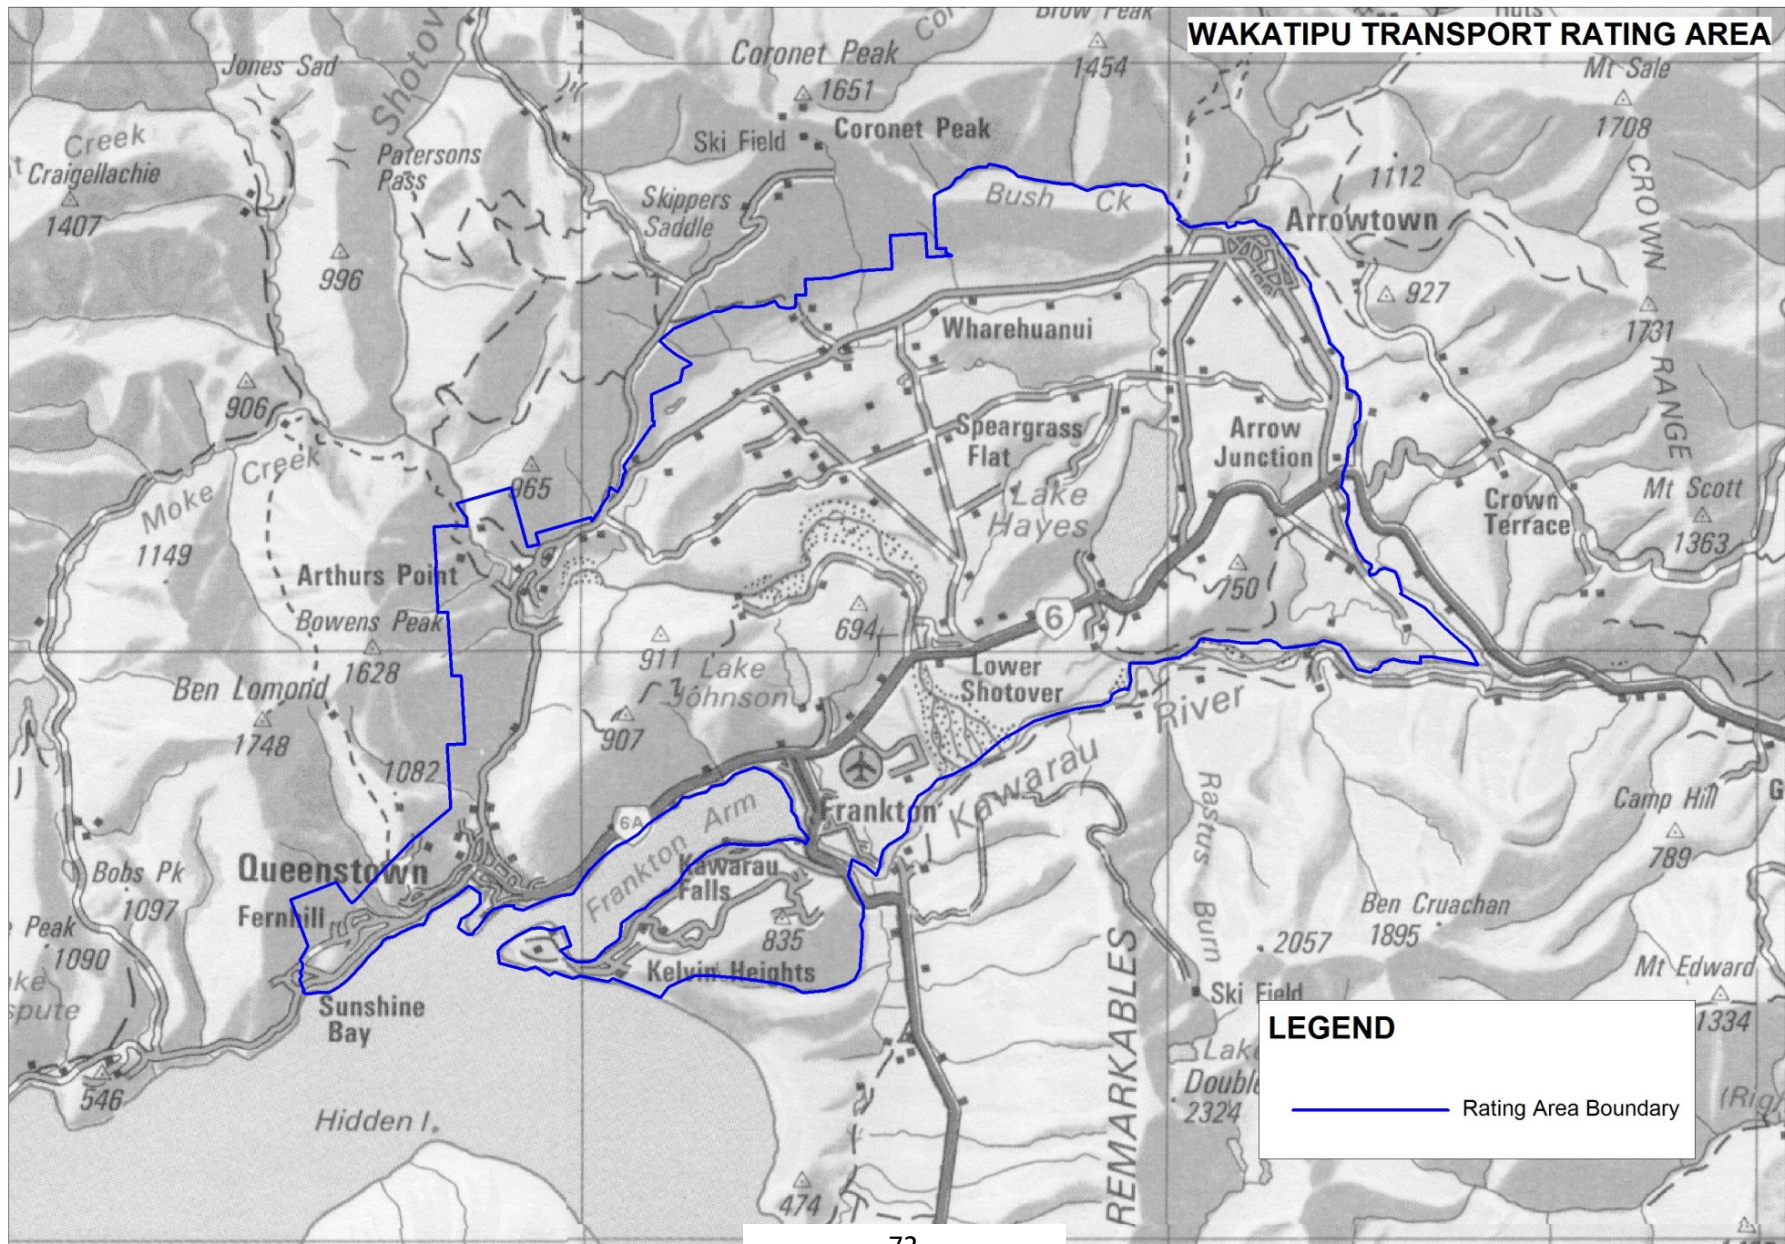 WAKATIPU TRANSPORT RATING AREA
Brow Peak
Huts
Jones Sad
Shotov
Coronet Peak
1651
1454
Mt Sale
1708
Ski Field
Coronet Peak
Creek
Craigellachie
1407
Patersons
Pass
Skippers
Saddle
996
Bush Ck
Arrowtown
1112
CROWN
RANGE
927
1731
Wharehuanui
906
Moke Creek
965
Speargrass
Flat
Arrow
Junction
Lake
Hayes
Crown
Terrace
Mt Scott
1363
1149
Arthurs Point
Bowens Peak
1628
Ben Lomond
1748
750
694
6
911
Lake
Johnson
Lower
Shotover
907
1082
Kawarau River
Rastus Burn
Camp Hill
789
6A
Frankton Arm
Frankton
Queenstown
Kawarau
Falls
Bobs Pk
1097
Fernhill
835
Ben Cruachan
1895
2057
Peak
1090
Kelvin Heights
Mt Edward
1334
Ski Field
Sunshine
Bay
REMARKABLES
LEGEND
Rating Area Boundary
Lake
Double
2324
546
Hidden I.
474